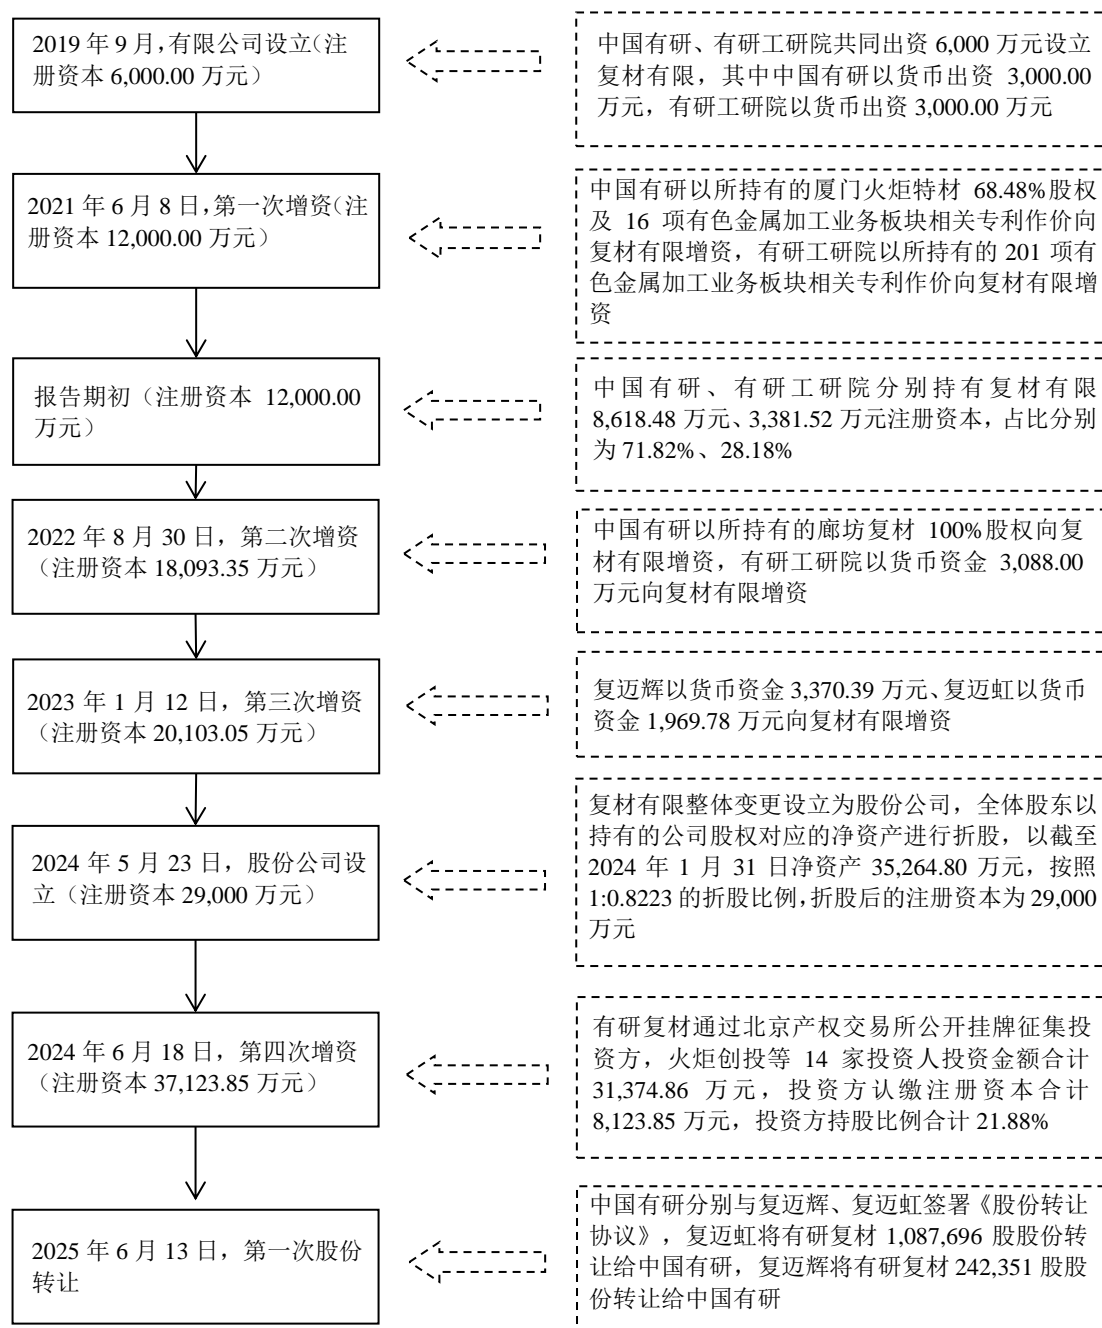 2019 年 9 月，有限公司设立（注
册资本 6,000.00 万元）
中国有研、有研工研院共同出资 6,000 万元设立
复材有限，其中中国有研以货币出资 3,000.00
万元，有研工研院以货币出资 3,000.00 万元
2021 年 6 月 8 日，第一次增资（注
册资本 12,000.00 万元）
中国有研以所持有的厦门火炬特材 68.48%股权
及 16 项有色金属加工业务板块相关专利作价向
复材有限增资，有研工研院以所持有的 201 项有
色金属加工业务板块相关专利作价向复材有限增
资
报告期初（注册资本 12,000.00
万元）
中国有研、有研工研院分别持有复材有限
8,618.48 万元、3,381.52 万元注册资本，占比分别
为 71.82%、28.18%
2022 年 8 月 30 日，第二次增资
（注册资本 18,093.35 万元）
中国有研以所持有的廊坊复材 100%股权向复
材有限增资，有研工研院以货币资金 3,088.00
万元向复材有限增资
2023 年 1 月 12 日，第三次增资
（注册资本 20,103.05 万元）
复迈辉以货币资金 3,370.39 万元、复迈虹以货币
资金 1,969.78 万元向复材有限增资
2024 年 5 月 23 日，股份公司设
立（注册资本 29,000 万元）
复材有限整体变更设立为股份公司，全体股东以
持有的公司股权对应的净资产进行折股，以截至
2024 年 1 月 31 日净资产 35,264.80 万元，按照
1:0.8223 的折股比例，折股后的注册资本为 29,000
万元
2024 年 6 月 18 日，第四次增资
（注册资本 37,123.85 万元）
有研复材通过北京产权交易所公开挂牌征集投
资方，火炬创投等 14 家投资人投资金额合计
31,374.86 万元，投资方认缴注册资本合计
8,123.85 万元，投资方持股比例合计 21.88%
2025 年 6 月 13 日，第一次股份
转让
中国有研分别与复迈辉、复迈虹签署《股份转让
协议》，复迈虹将有研复材 1,087,696 股股份转
让给中国有研，复迈辉将有研复材 242,351 股股
份转让给中国有研